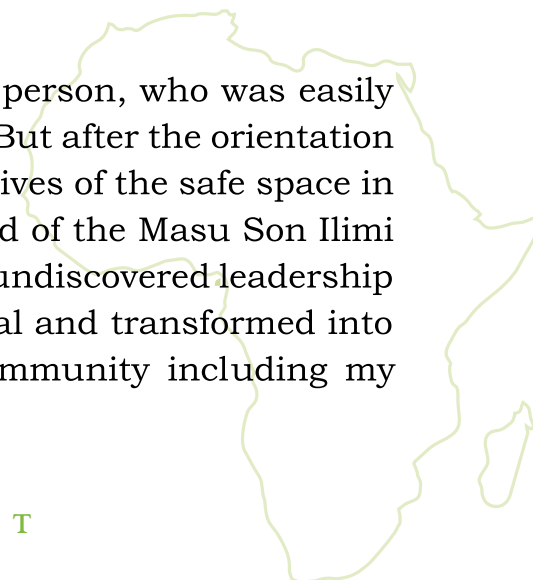 person, who was easily
But after the orientation
ives of the safe space in
d of the Masu Son Ilimi
undiscovered leadership
al and transformed into
mmunity including my
T